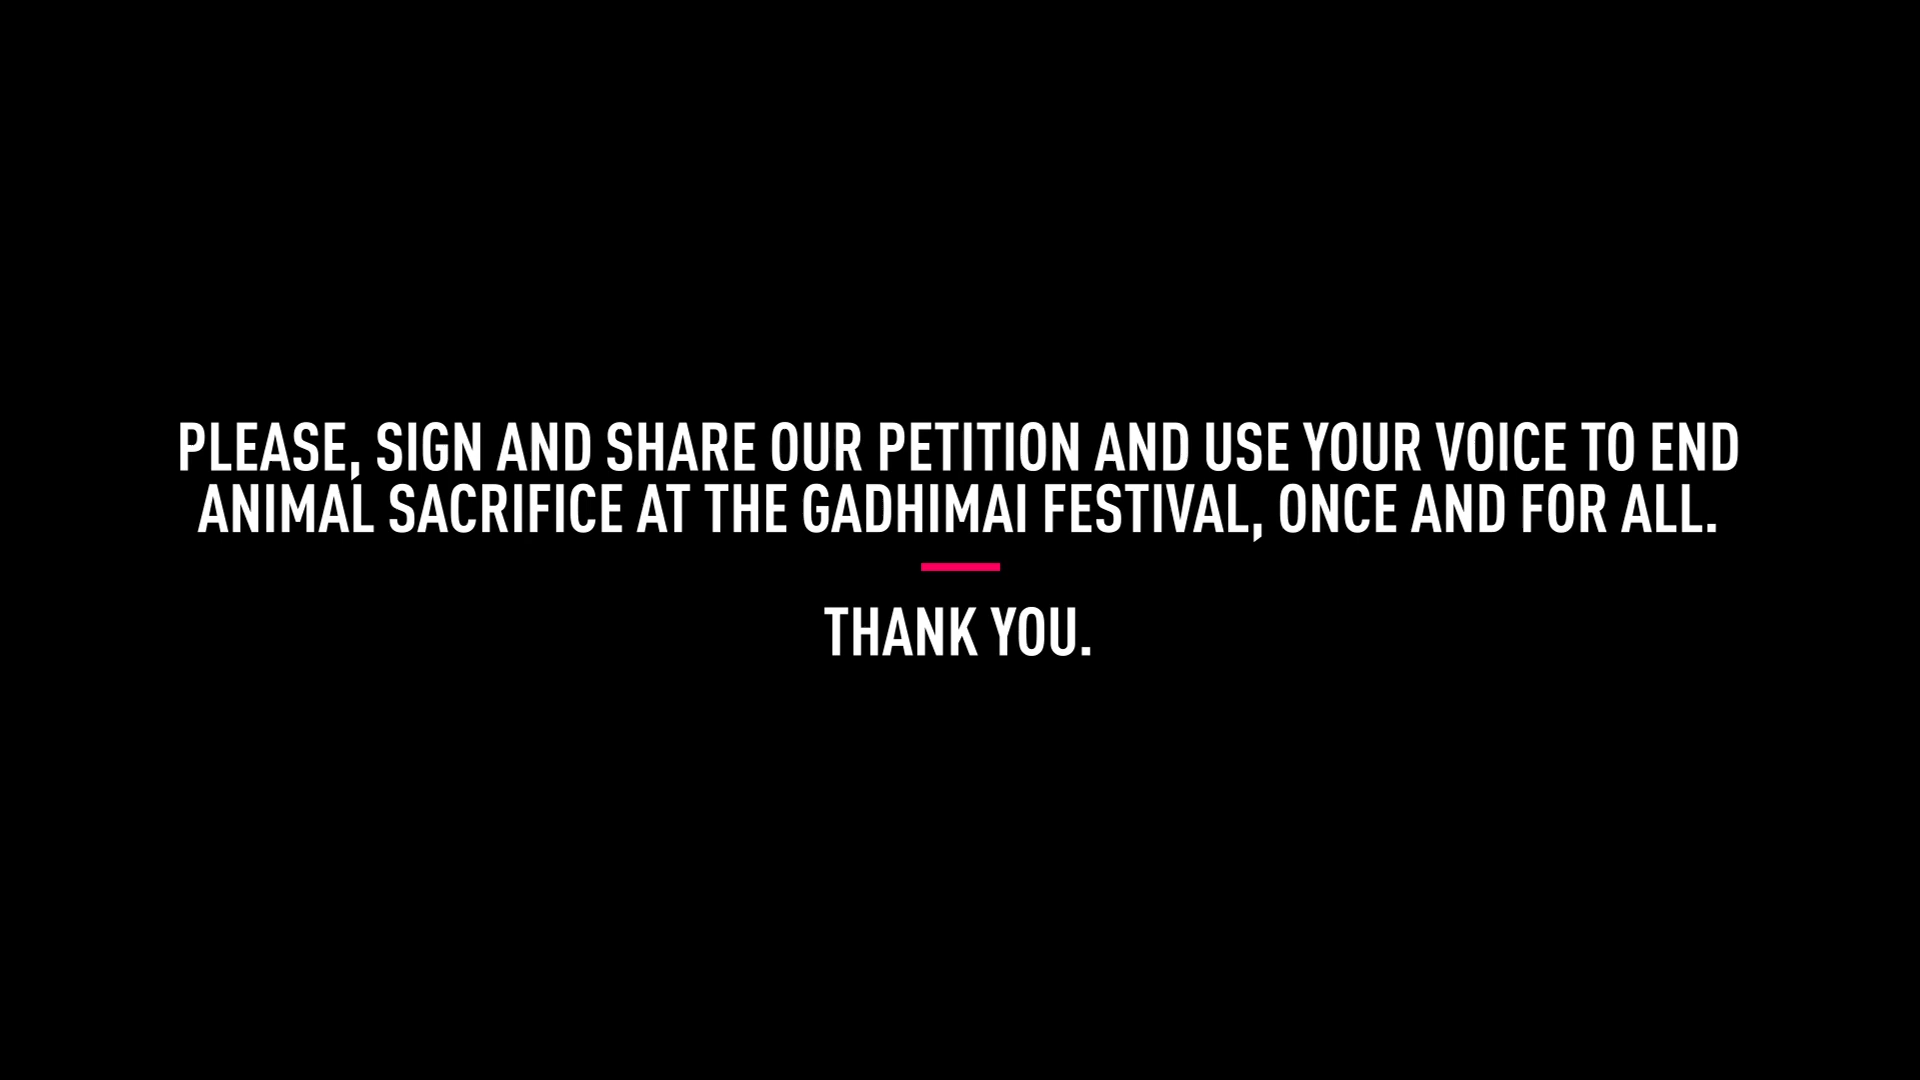 PLEASE, SIGN AND SHARE OUR PETITION AND USE YOUR VOICE TO END
ANIMAL SACRIFICE AT THE GADHIMAI FESTIVAL, ONCE AND FOR ALL.
THANK YOU.